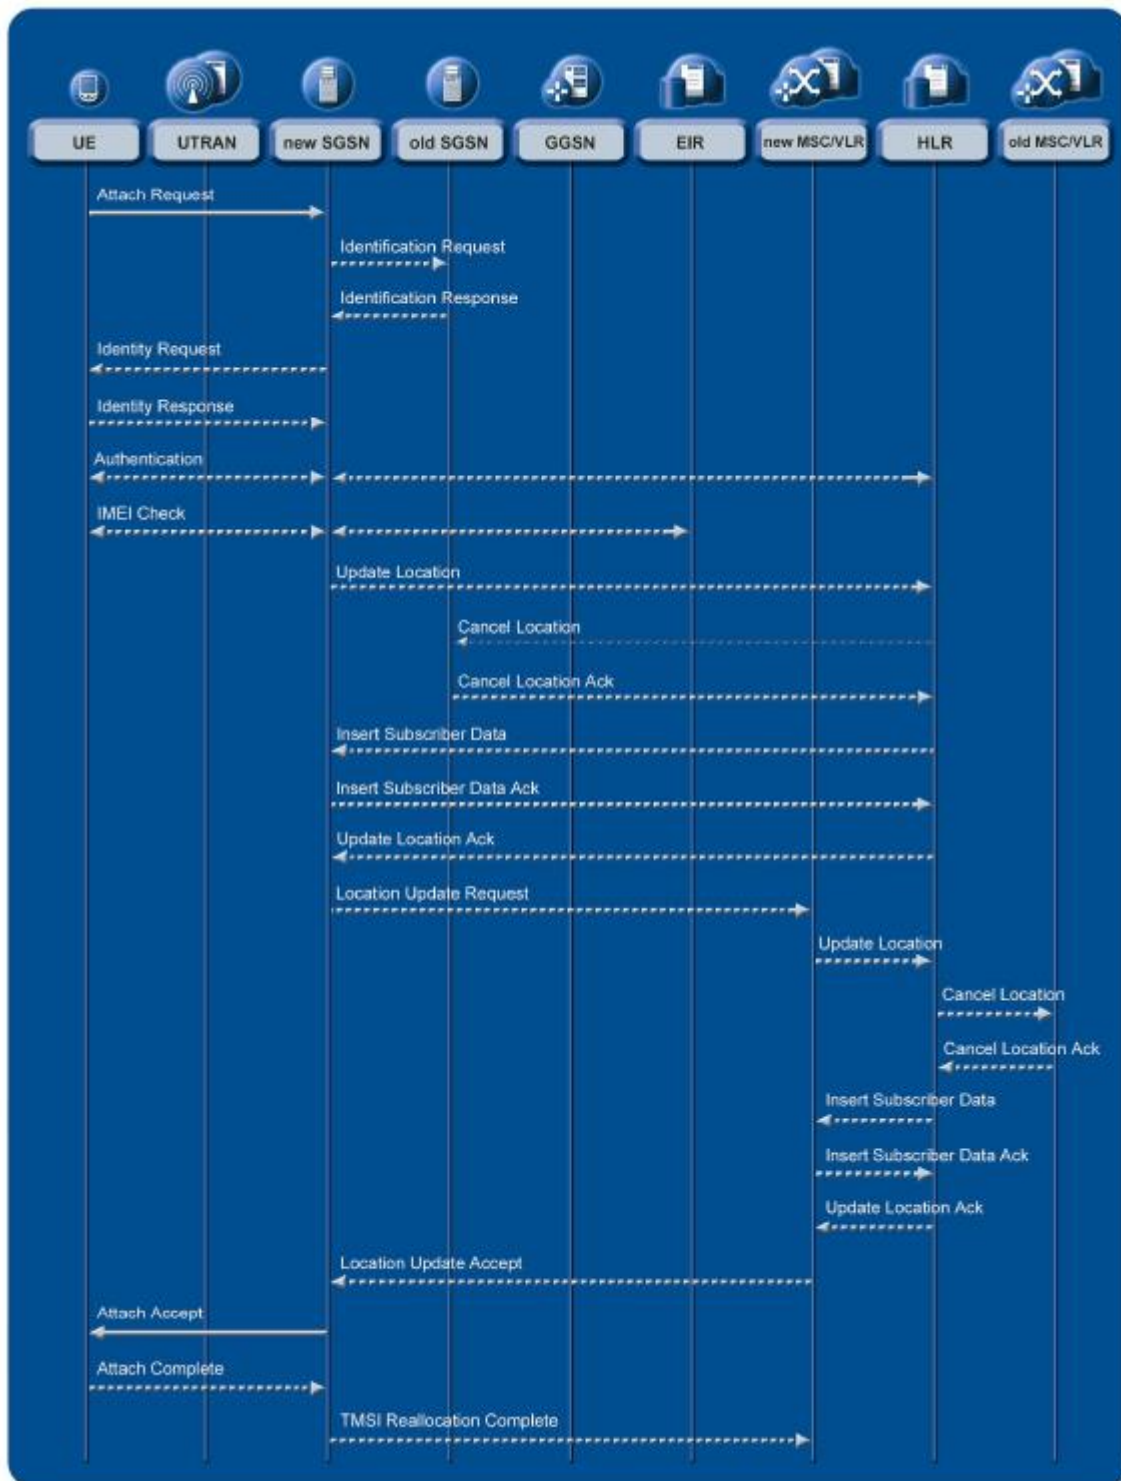 UE UTRAN new SGSN old SGSN GGSN EIR new MSC/VLR HLR old MSC/VLR
Attach Request
Identification Request
Identification Response
Identity Request
Identity Response
Authentication
IMEI Check
Update Location
Cancel Location
Cancel Location Ack
Insert Subscriber Data
Insert Subscriber Data Ack
Update Location Ack
Location Update Request
Update Location
Cancel Location
Cancel Location Ack
Insert Subscriber Data
Insert Subscriber Data Ack
Update Location Ack
Location Update Accept
Attach Accept
Attach Complete
TMSI Reallocation Complete